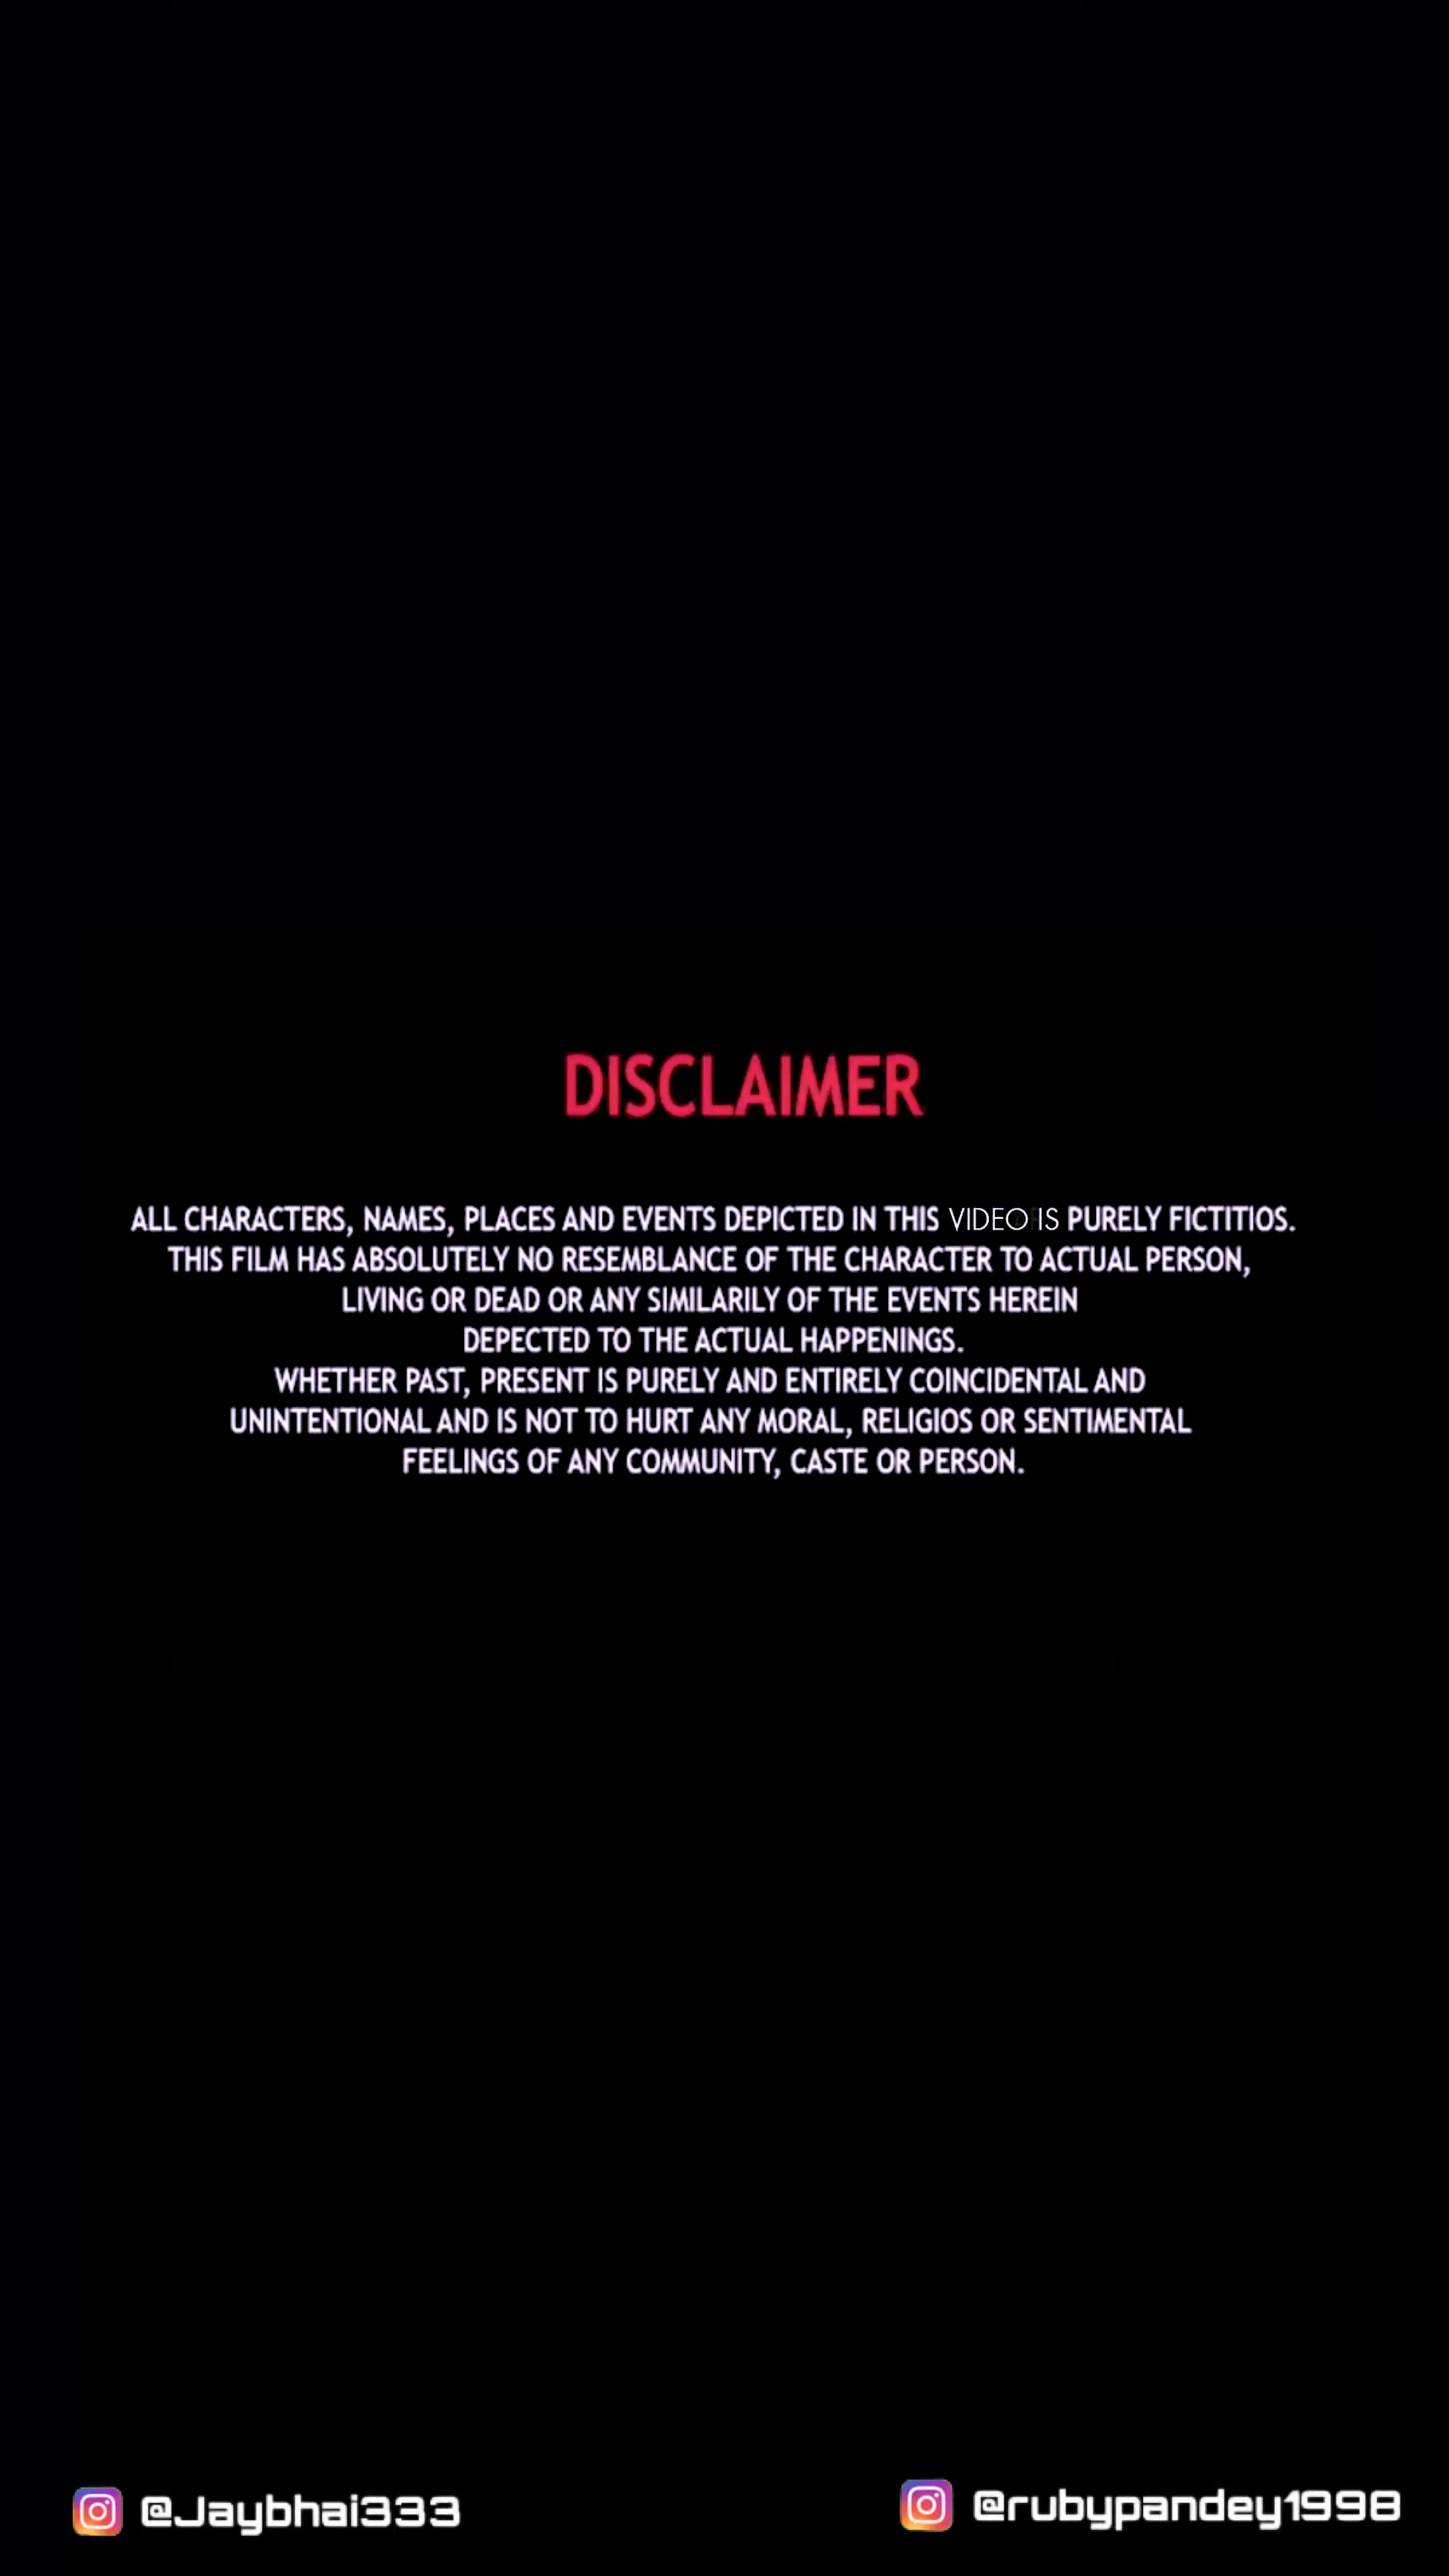 DISCLAIMER
ALL CHARACTERS, NAMES, PLACES AND EVENTS DEPICTED IN THIS VIDEO IS PURELY FICTITIOS.
THIS FILM HAS ABSOLUTELY NO RESEMBLANCE OF THE CHARACTER TO ACTUAL PERSON,
LIVING OR DEAD OR ANY SIMILARILY OF THE EVENTS HEREIN
DEPECTED TO THE ACTUAL HAPPENINGS.
WHETHER PAST, PRESENT IS PURELY AND ENTIRELY COINCIDENTAL AND
UNINTENTIONAL AND IS NOT TO HURT ANY MORAL, RELIGIOS OR SENTIMENTAL
FEELINGS OF ANY COMMUNITY, CASTE OR PERSON.
@Jaybhai333
@rubypandey1998